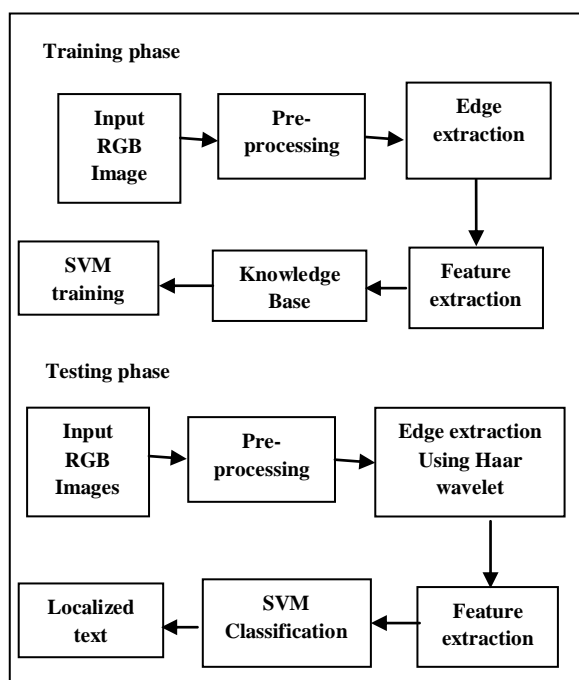 Training phase
Input
RGB
Image
Pre-
processing
Edge
extraction
SVM
training
Knowledge
Base
Feature
extraction
Testing phase
Input
RGB
Images
Pre-
processing
Edge extraction
Using Haar
wavelet
Localized
text
SVM
Classification
Feature
extraction